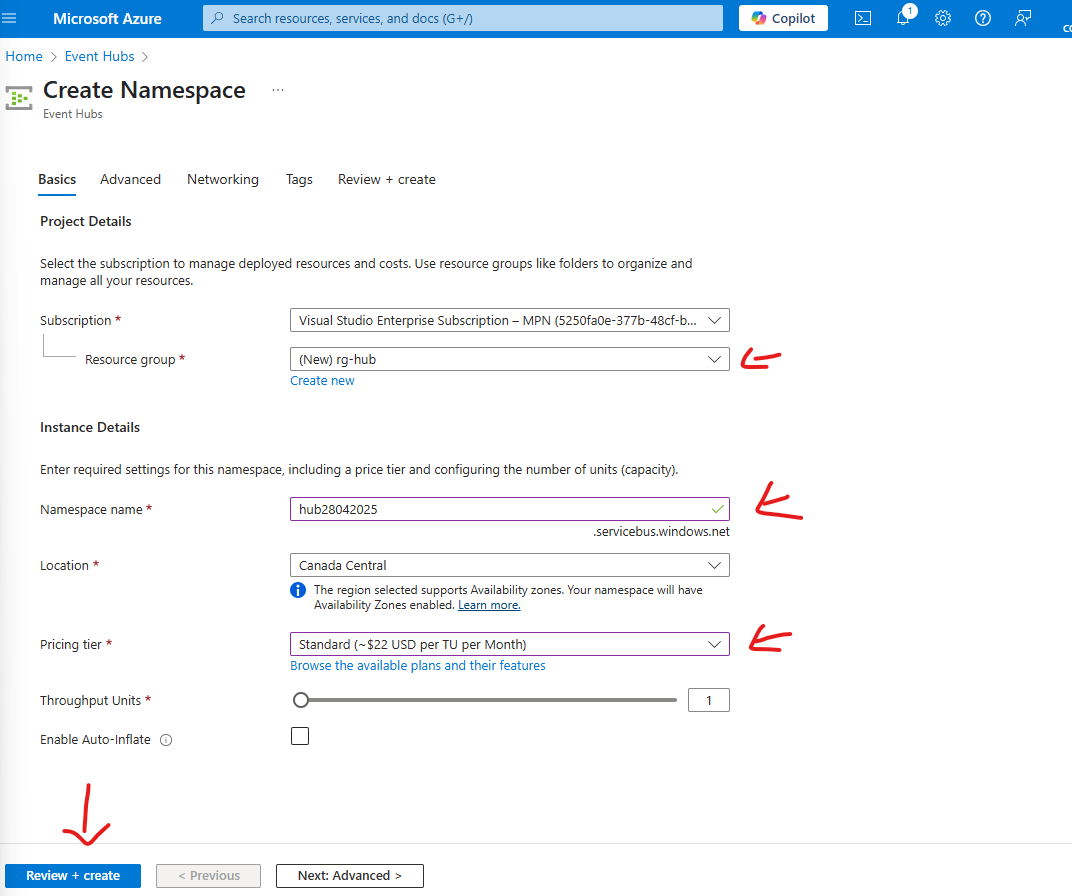 Microsoft Azure
Search resources, services, and docs (G+/)
Copilot
1
Home > Event Hubs >
Create Namespace ...
Event Hubs
Basics Advanced Networking Tags Review + create
Project Details
Select the subscription to manage deployed resources and costs. Use resource groups like folders to organize and
manage all your resources.
Subscription *
Visual Studio Enterprise Subscription – MPN (5250fa0e-377b-48cf-b...
Resource group *
(New) rg-hub
Create new
Instance Details
Enter required settings for this namespace, including a price tier and configuring the number of units (capacity).
Namespace name *
hub28042025
.servicebus.windows.net
Location *
Canada Central
The region selected supports Availability zones. Your namespace will have
Availability Zones enabled. Learn more.
Pricing tier *
Standard (~$22 USD per TU per Month)
Browse the available plans and their features
Throughput Units *
1
Enable Auto-Inflate
Review + create
< Previous
Next: Advanced >